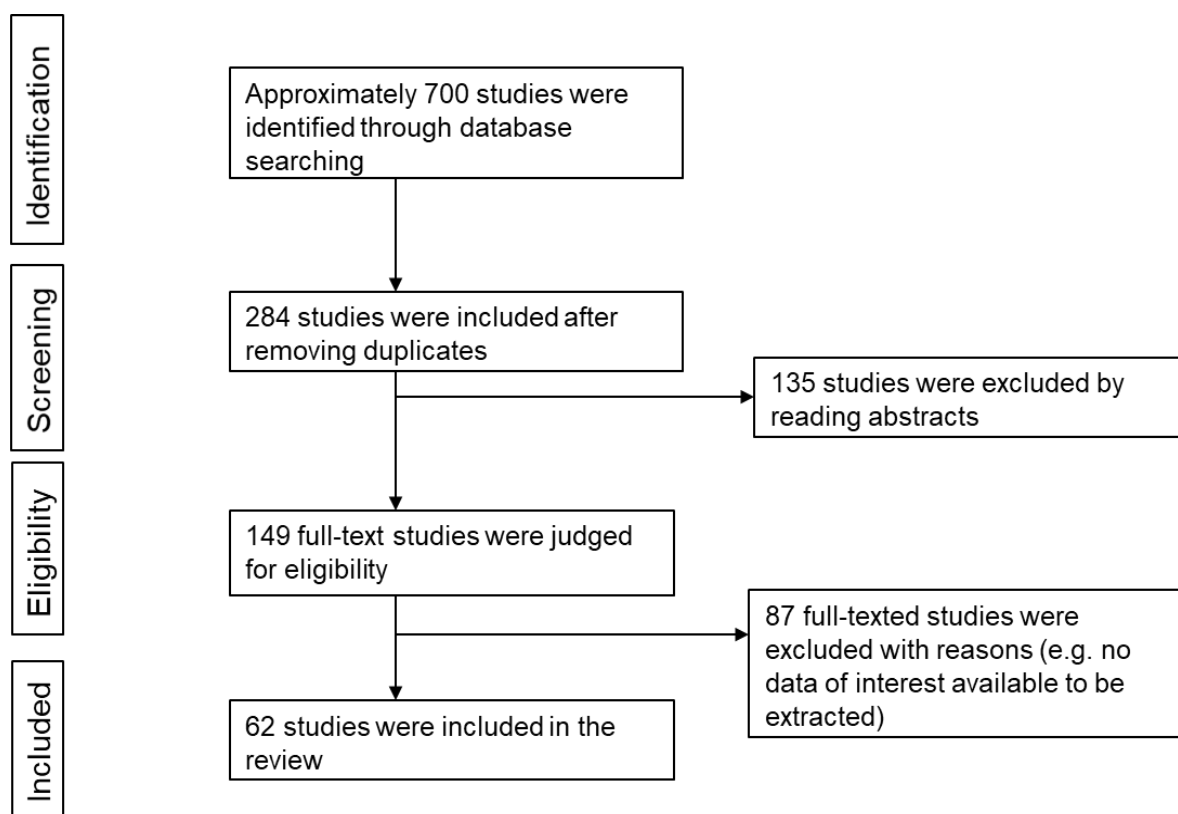 Identification
Approximately 700 studies were
identified through database
searching
Screening
284 studies were included after
removing duplicates
135 studies were excluded by
reading abstracts
Eligibility
149 full-text studies were judged
for eligibility
87 full-texted studies were
excluded with reasons (e.g. no
data of interest available to be
extracted)
Included
62 studies were included in the
review